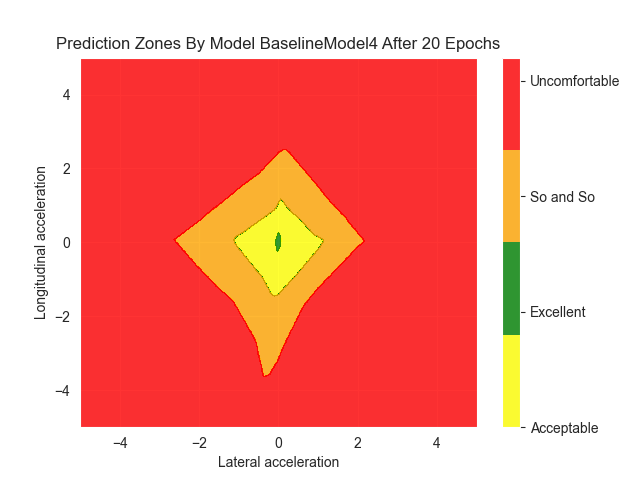 Prediction Zones By Model BaselineModel4 After 20 Epochs
4
2
0
−2
−4
−4
−2
0
2
4
Longitudinal acceleration
Lateral acceleration
Uncomfortable
So and So
Excellent
Acceptable